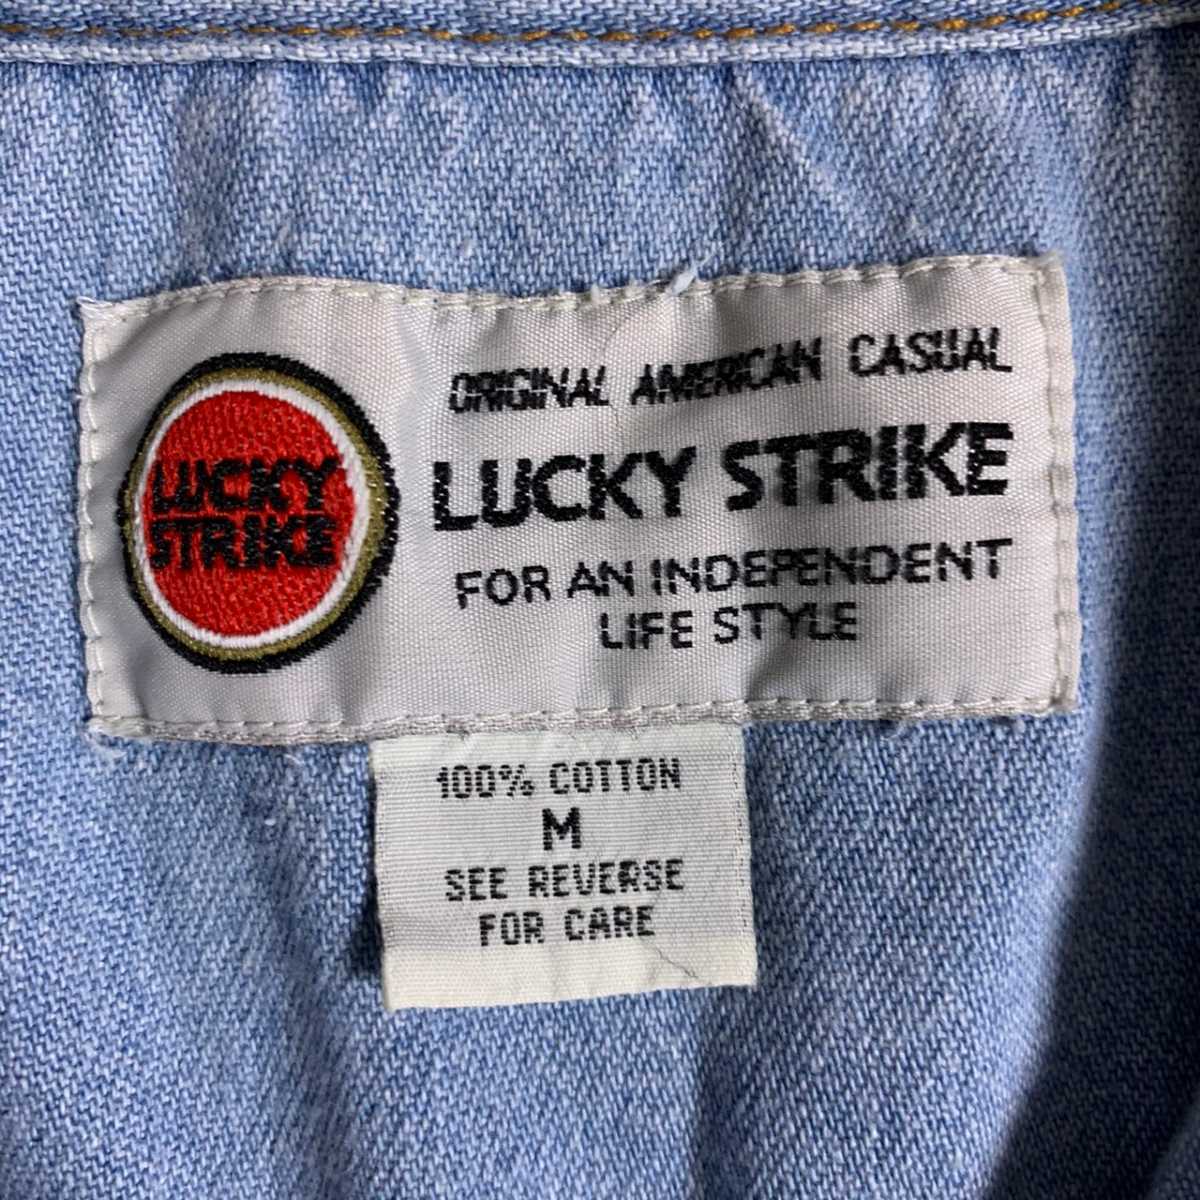 LUCKY
STRIKE
ORIGINAL AMERICAN CASUAL
LUCKY STRIKE
FOR AN INDEPENDENT
LIFE STYLE
100% COTTON
M
SEE REVERSE
FOR CARE